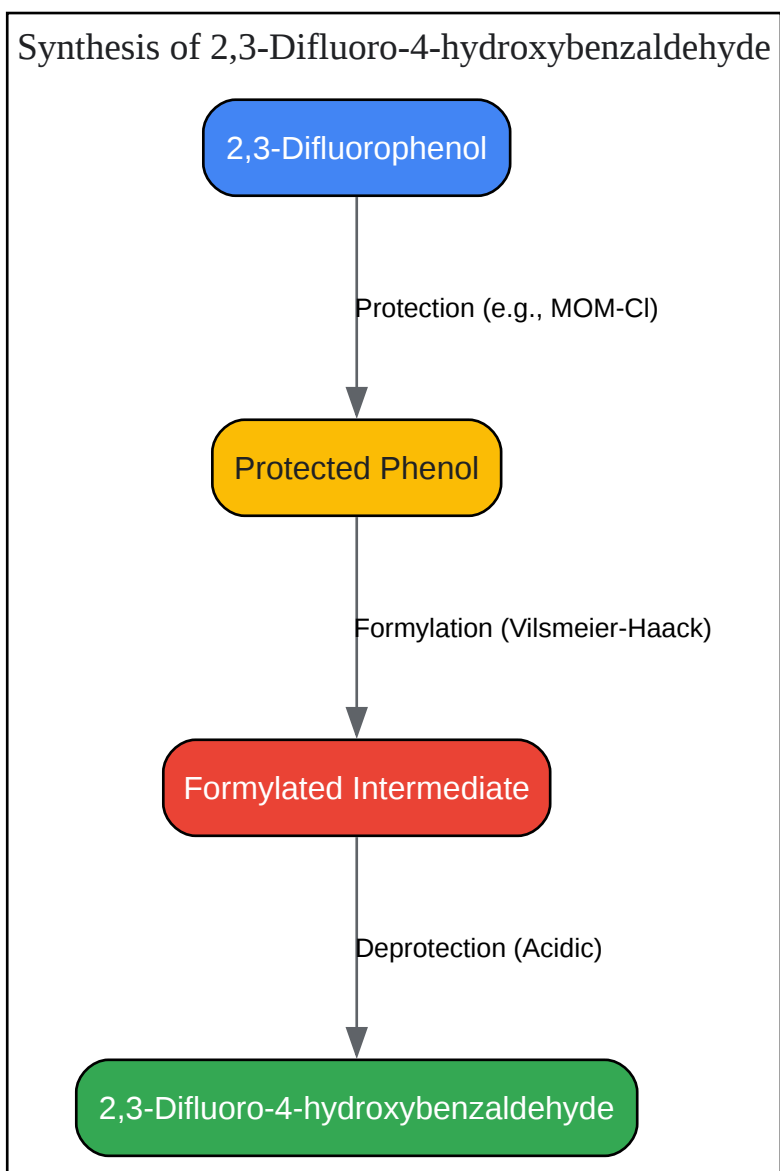 Synthesis of 2,3-Difluoro-4-hydroxybenzaldehyde
2,3-Difluorophenol
Protection (e.g., MOM-Cl)
Protected Phenol
Formylation (Vilsmeier-Haack)
Formylated Intermediate
Deprotection (Acidic)
2,3-Difluoro-4-hydroxybenzaldehyde